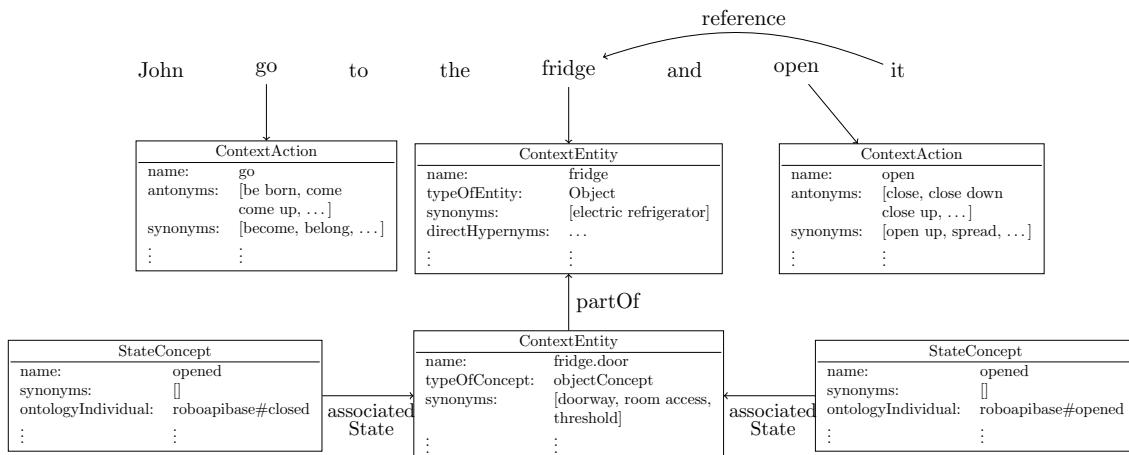 reference
John go to the fridge and open it
ContextAction
name: go
antonyms: [be born, come
come up, ...]
synonyms: [become, belong, ...]
⋮ ⋮
ContextEntity
name: fridge
typeOfEntity: Object
synonyms: [electric refrigerator]
directHypernyms: ...
⋮ ⋮
ContextAction
name: open
antonyms: [close, close down
close up, ...]
synonyms: [open up, spread, ...]
⋮ ⋮
partOf
StateConcept
name: opened
synonyms: []
ontologyIndividual: roboapibase#closed
⋮ ⋮
associated
State
ContextEntity
name: fridge.door
typeOfConcept: objectConcept
synonyms: [doorway, room access,
threshold]
⋮ ⋮
associated
State
StateConcept
name: opened
synonyms: []
ontologyIndividual: roboapibase#opened
⋮ ⋮